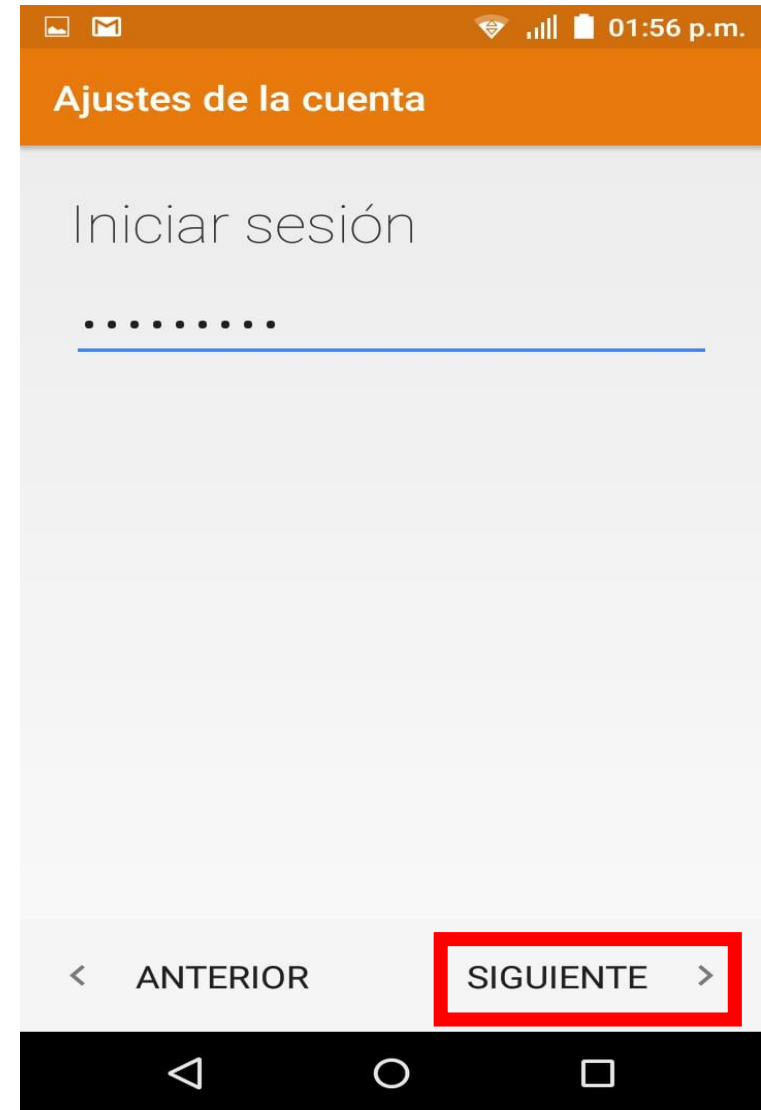 01:56 p.m.
Ajustes de la cuenta
Iniciar sesión
•••••••••
< ANTERIOR SIGUIENTE >